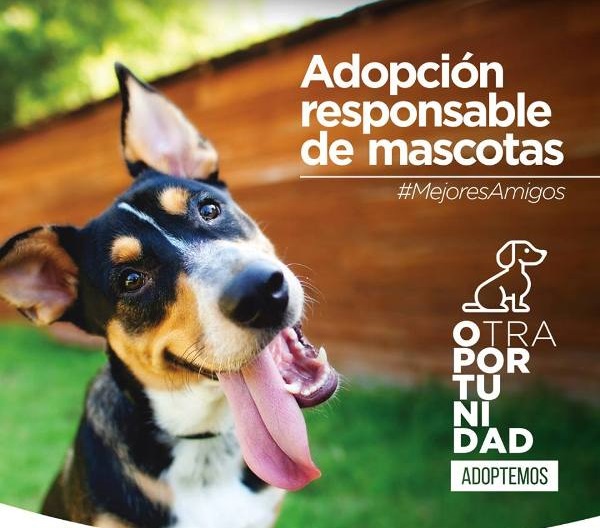 Adopción
responsable
de mascotas
#MejoresAmigos
OTRA
POR
TU
NI
DAD
ADOPTEMOS